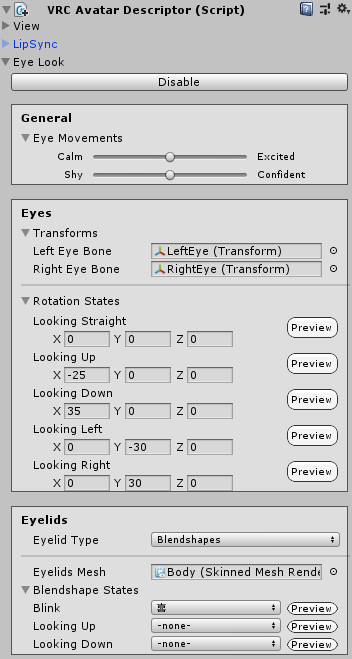 VRC Avatar Descriptor (Script)
View
LipSync
Eye Look
Disable
General
Eye Movements
Calm Excited
Shy Confident
Eyes
Transforms
Left Eye Bone LeftEye (Transform)
Right Eye Bone RightEye (Transform)
Rotation States
Looking Straight
X 0 Y 0 Z 0 Preview
Looking Up
X -25 Y 0 Z 0 Preview
Looking Down
X 35 Y 0 Z 0 Preview
Looking Left
X 0 Y -30 Z 0 Preview
Looking Right
X 0 Y 30 Z 0 Preview
Eyelids
Eyelid Type Blendshapes
Eyelids Mesh Body (Skinned Mesh Rende
Blendshape States
Blink Preview
Looking Up -none- Preview
Looking Down -none- Preview